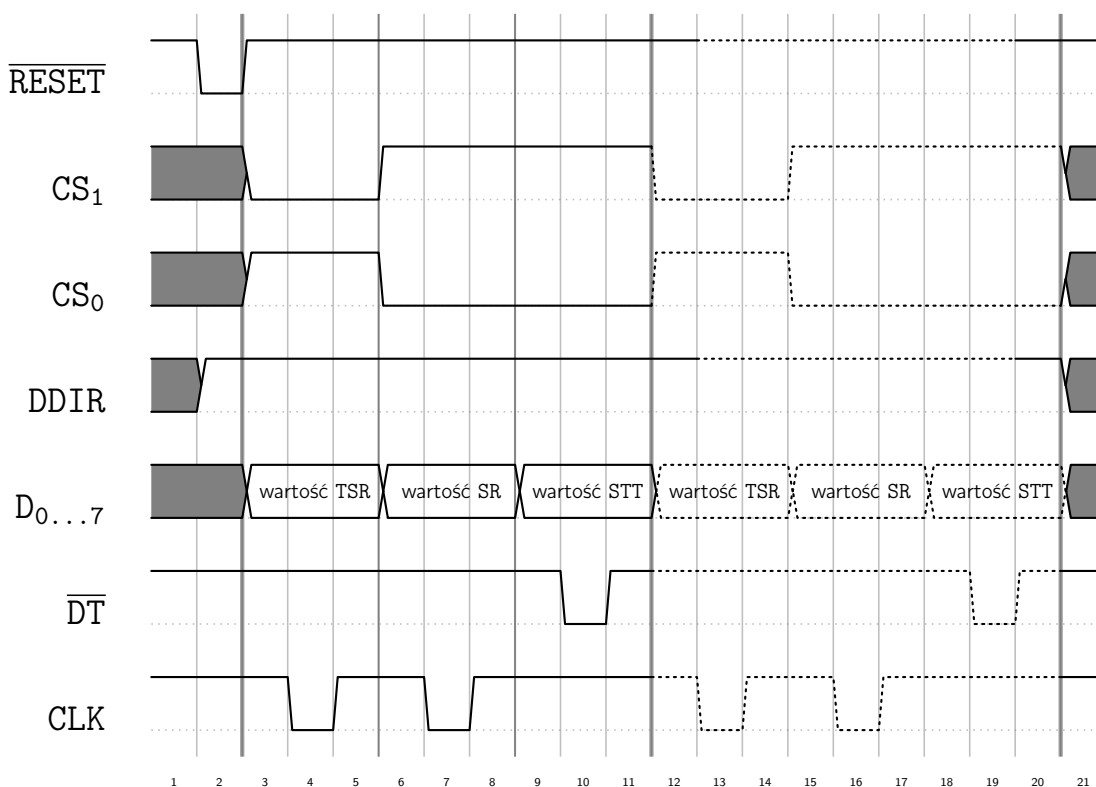 RESET
CS1
CS0
DDIR
D0...7
wartość TSR wartość SR wartość STT wartość TSR wartość SR wartość STT
DT
CLK
1 2 3 4 5 6 7 8 9 10 11 12 13 14 15 16 17 18 19 20 21